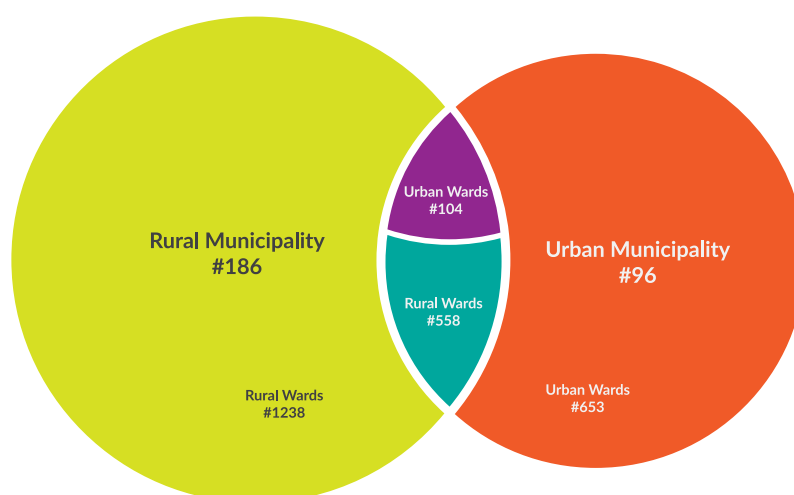 Rural Municipality
#186
Rural Wards
#1238
Urban Wards
#104
Rural Wards
#558
Urban Municipality
#96
Urban Wards
#653